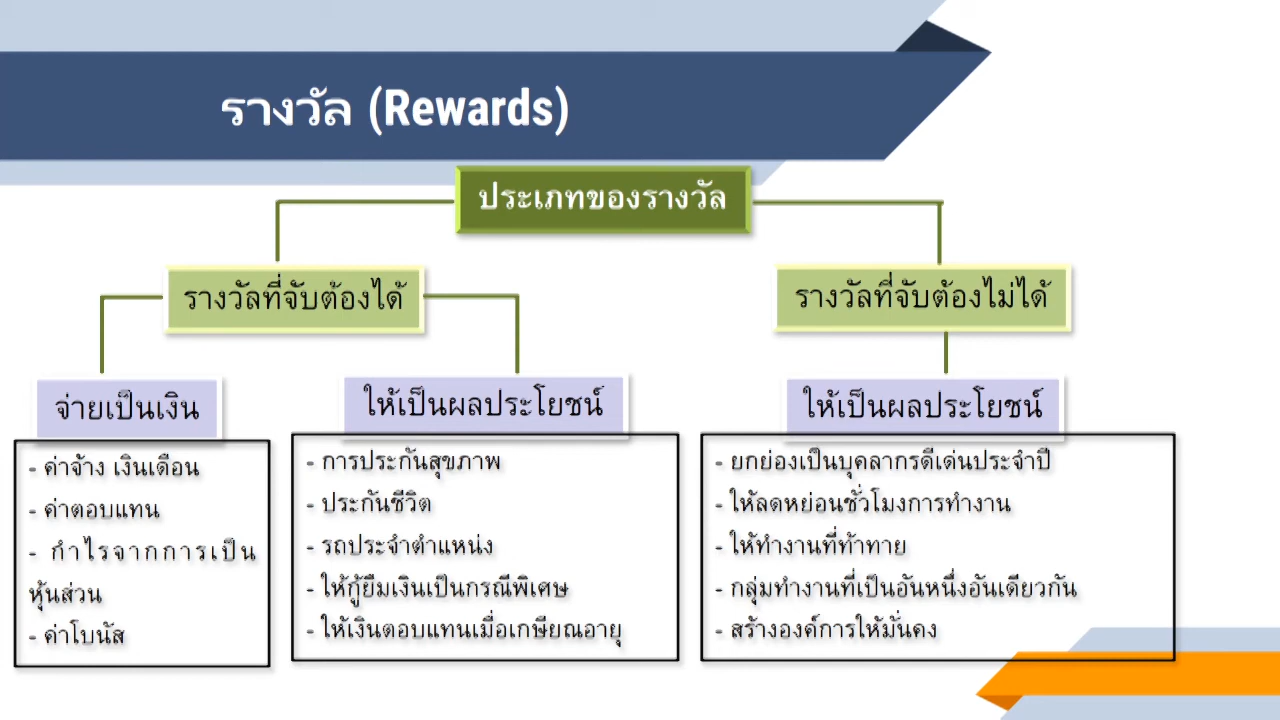 รางวัล (Rewards)
ประเภทของรางวัล
รางวัลที่จับต้องได้
รางวัลที่จับต้องไม่ได้
จ่ายเป็นเงิน
- ค่าจ้าง เงินเดือน
- ค่าตอบแทน
- กำไรจากการเป็น
หุ้นส่วน
- ค่าโบนัส
ให้เป็นผลประโยชน์
- การประกันสุขภาพ
- ประกันชีวิต
- รถประจำตำแหน่ง
- ให้กู้ยืมเงินเป็นกรณีพิเศษ
- ให้เงินตอบแทนเมื่อเกษียณอายุ
ให้เป็นผลประโยชน์
- ยกย่องเป็นบุคลากรดีเด่นประจำปี
- ให้ลดหย่อนชั่วโมงการทำงาน
- ให้ทำงานที่ท้าทาย
- กลุ่มทำงานที่เป็นอันหนึ่งอันเดียวกัน
- สร้างองค์การให้มั่นคง